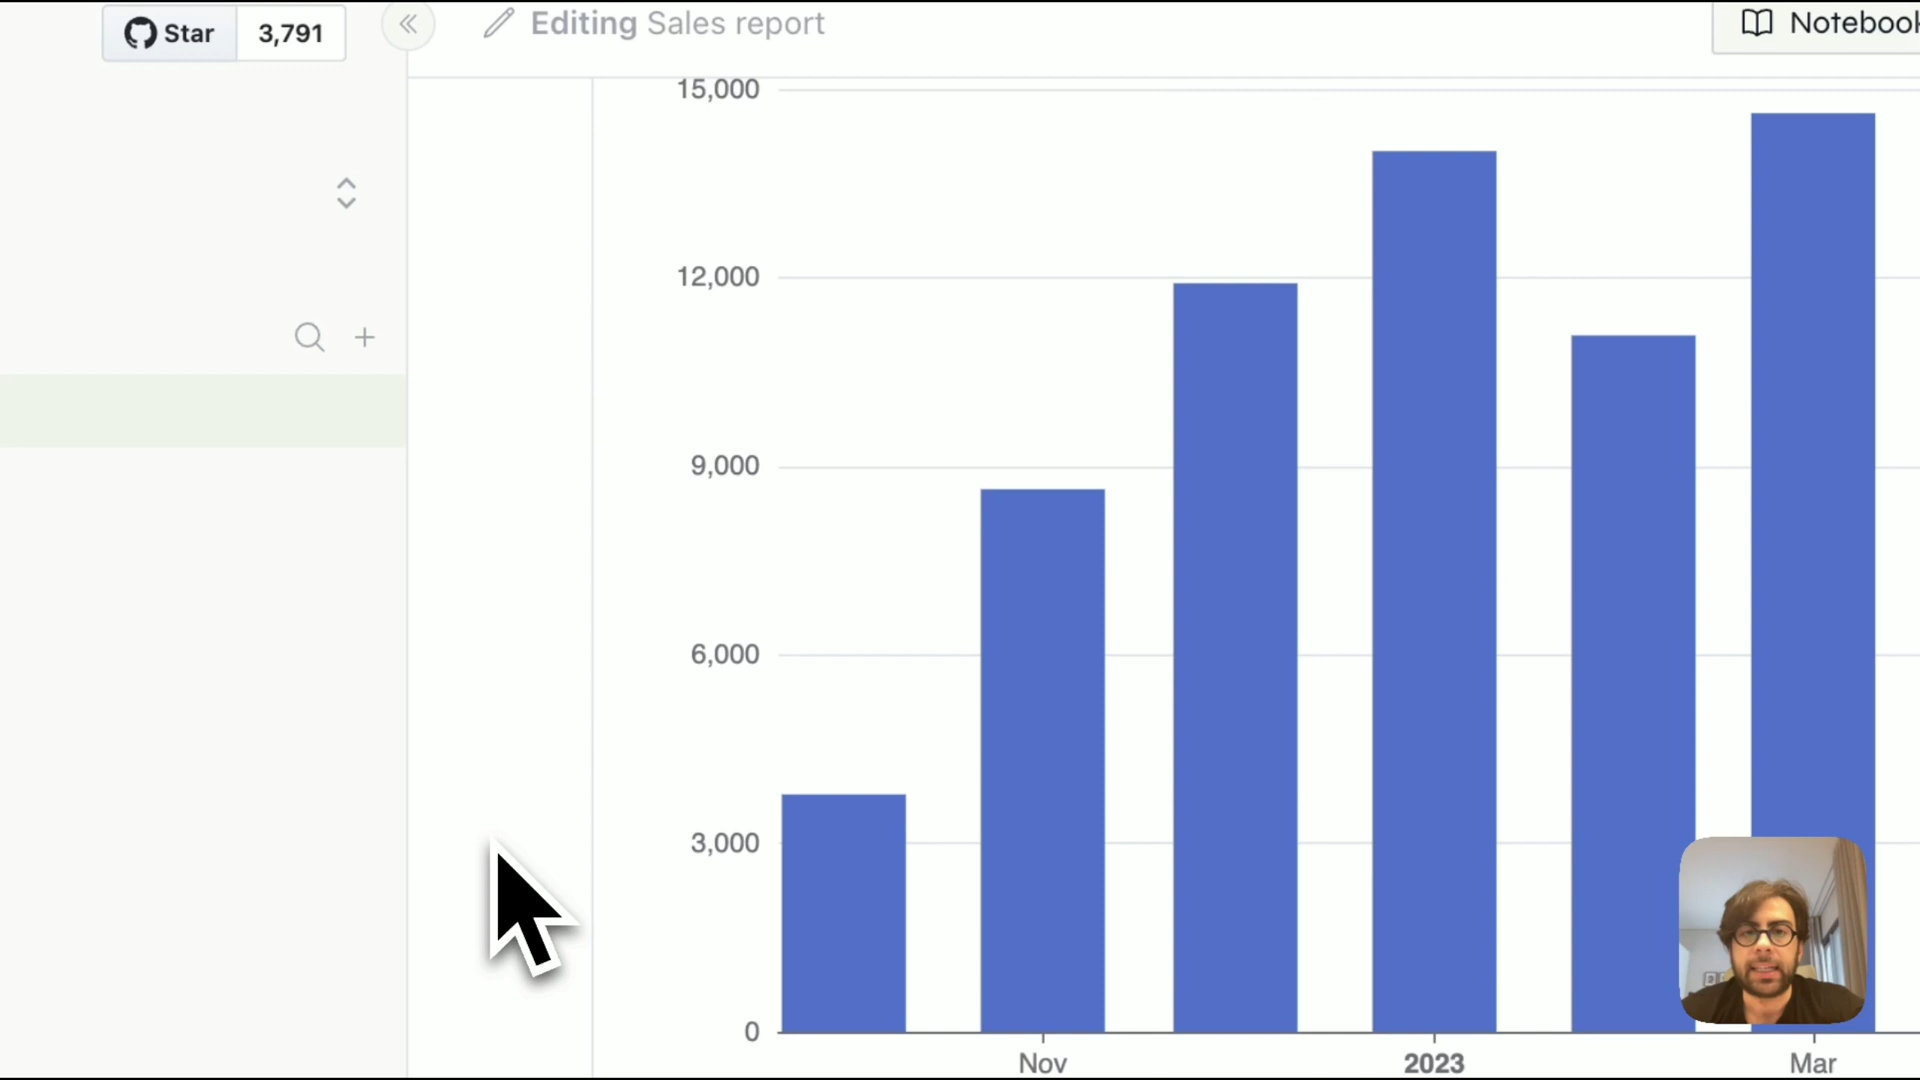 Star 3,791
Editing Sales report
Notebook
15,000
12,000
9,000
6,000
3,000
0
Nov 2023 Mar